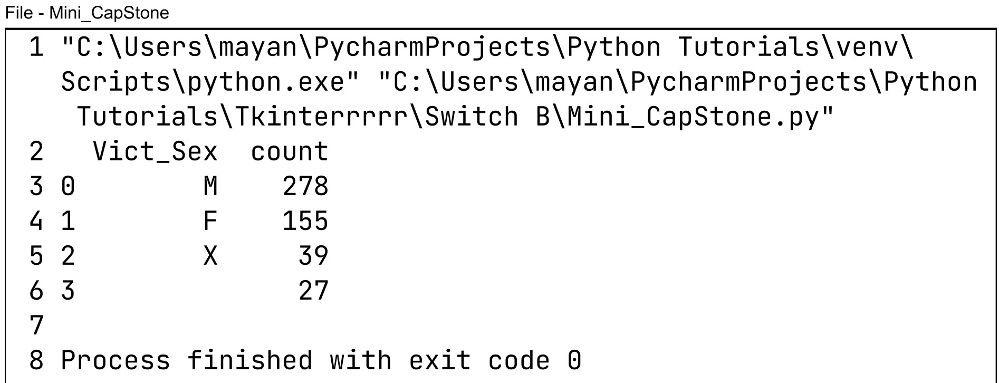 File - Mini_CapStone
1 "C:\Users\mayan\PycharmProjects\Python Tutorials\venv\
Scripts\python.exe" "C:\Users\mayan\PycharmProjects\Python
Tutorials\Tkinterrrrr\Switch B\Mini_CapStone.py"
2   Vict_Sex  count
3 0        M    278
4 1        F    155
5 2        X     39
6 3              27
7
8 Process finished with exit code 0